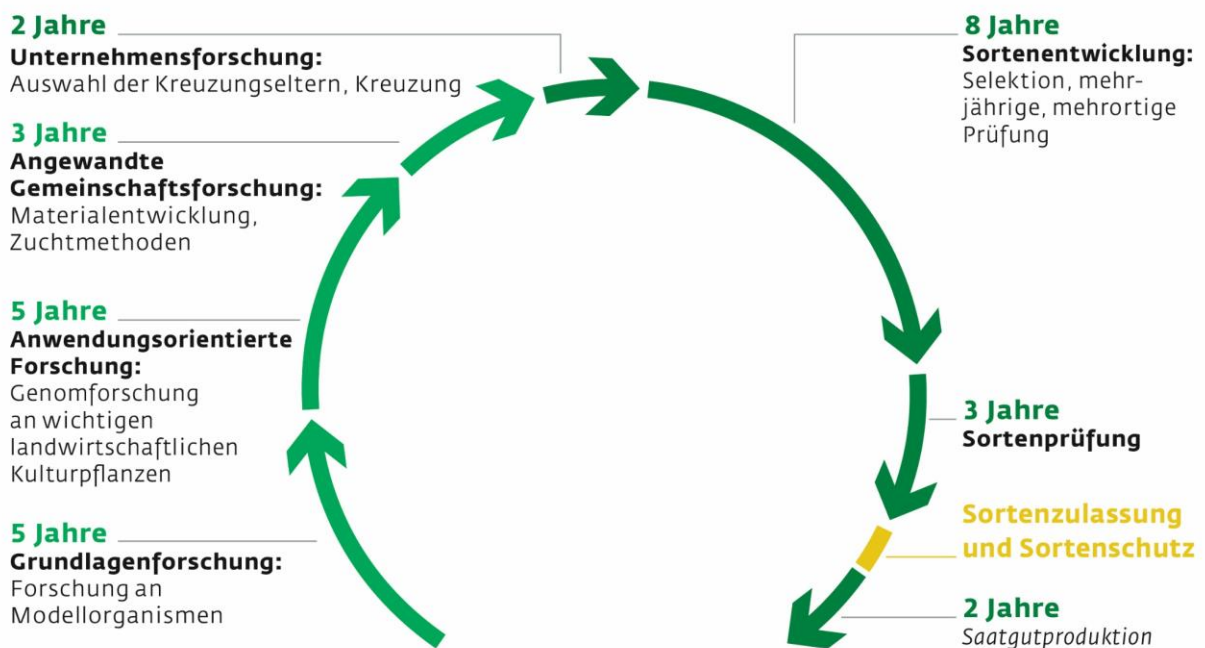 2 Jahre
Unternehmensforschung:
Auswahl der Kreuzungseltern, Kreuzung
3 Jahre
Angewandte
Gemeinschaftsforschung:
Materialentwicklung,
Zuchtmethoden
5 Jahre
Anwendungsorientierte
Forschung:
Genomforschung
an wichtigen
landwirtschaftlichen
Kulturpflanzen
5 Jahre
Grundlagenforschung:
Forschung an
Modellorganismen
8 Jahre
Sortenentwicklung:
Selektion, mehr-
jährige, mehrortige
Prüfung
3 Jahre
Sortenprüfung
Sortenzulassung
und Sortenschutz
2 Jahre
Saatgutproduktion